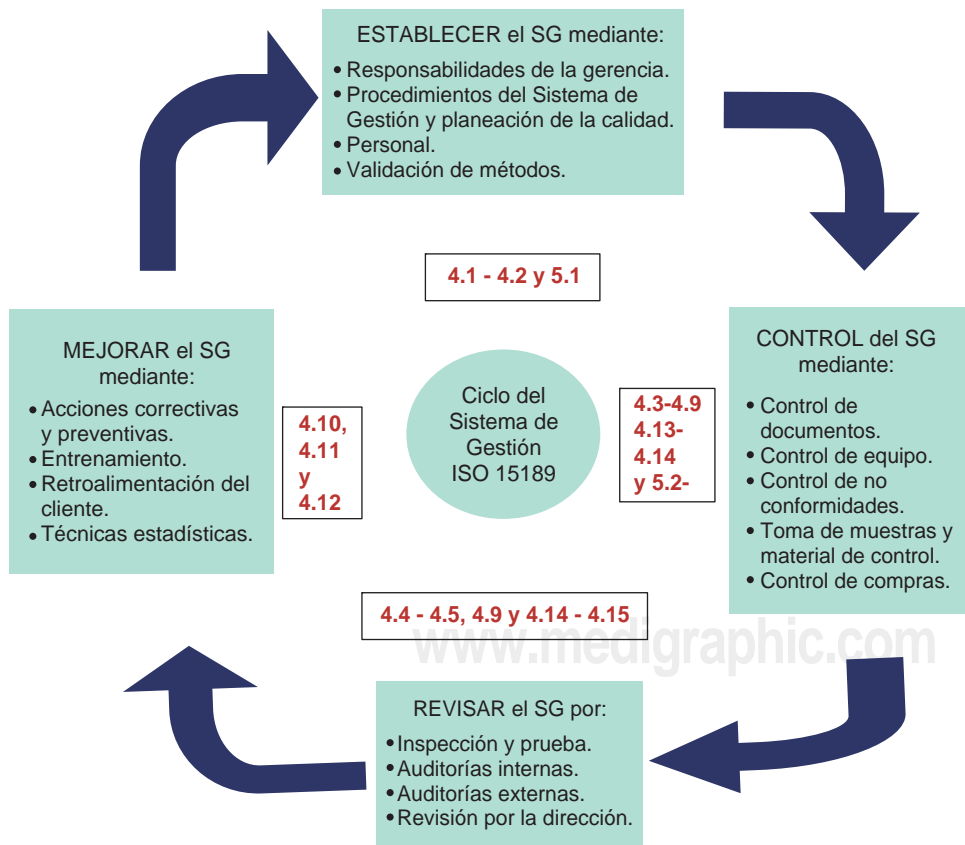 ESTABLECER el SG mediante:
• Responsabilidades de la gerencia.
• Procedimientos del Sistema de
Gestión y planeación de la calidad.
• Personal.
• Validación de métodos.
4.1 - 4.2 y 5.1
MEJORAR el SG
mediante:
• Acciones correctivas
y preventivas.
• Entrenamiento.
• Retroalimentación del
cliente.
• Técnicas estadísticas.
4.10,
4.11
y
4.12
Ciclo del
Sistema de
Gestión
ISO 15189
4.3-4.9
4.13-
4.14
y 5.2-
CONTROL del SG
mediante:
• Control de
documentos.
• Control de equipo.
• Control de no
conformidades.
• Toma de muestras y
material de control.
• Control de compras.
4.4 - 4.5, 4.9 y 4.14 - 4.15
www.medigraphic.com
REVISAR el SG por:
• Inspección y prueba.
• Auditorías internas.
• Auditorías externas.
• Revisión por la dirección.